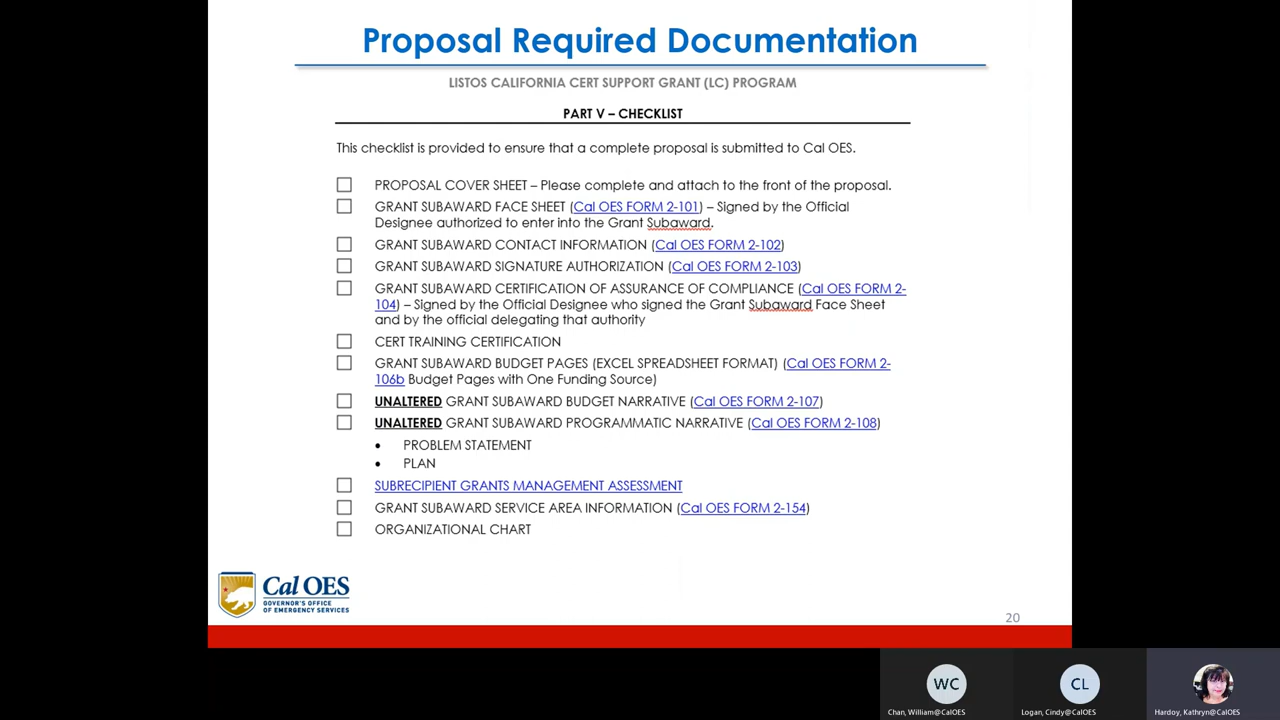 Proposal Required Documentation
LISTOS CALIFORNIA CERT SUPPORT GRANT (LC) PROGRAM
PART V – CHECKLIST
This checklist is provided to ensure that a complete proposal is submitted to Cal OES.
PROPOSAL COVER SHEET – Please complete and attach to the front of the proposal.
GRANT SUBAWARD FACE SHEET (Cal OES FORM 2-101) – Signed by the Official
Designee authorized to enter into the Grant Subaward.
GRANT SUBAWARD CONTACT INFORMATION (Cal OES FORM 2-102)
GRANT SUBAWARD SIGNATURE AUTHORIZATION (Cal OES FORM 2-103)
GRANT SUBAWARD CERTIFICATION OF ASSURANCE OF COMPLIANCE (Cal OES FORM 2-
104) – Signed by the Official Designee who signed the Grant Subaward Face Sheet
and by the official delegating that authority
CERT TRAINING CERTIFICATION
GRANT SUBAWARD BUDGET PAGES (EXCEL SPREADSHEET FORMAT) (Cal OES FORM 2-
106b Budget Pages with One Funding Source)
UNALTERED GRANT SUBAWARD BUDGET NARRATIVE (Cal OES FORM 2-107)
UNALTERED GRANT SUBAWARD PROGRAMMATIC NARRATIVE (Cal OES FORM 2-108)
• PROBLEM STATEMENT
• PLAN
SUBRECIPIENT GRANTS MANAGEMENT ASSESSMENT
GRANT SUBAWARD SERVICE AREA INFORMATION (Cal OES FORM 2-154)
ORGANIZATIONAL CHART
Cal OES
GOVERNOR'S OFFICE
OF EMERGENCY SERVICES
20
WC
CL
Chan, William@CalOES
Logan, Cindy@CalOES
Hardoy, Kathryn@CalOES